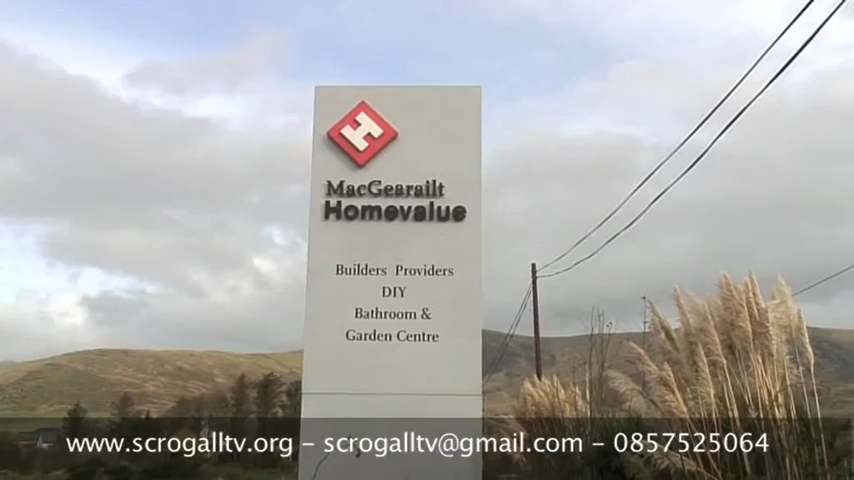 H
MacGearailt
Homevalue
Builders Providers
DIY
Bathroom &
Garden Centre
www.scrogalltv.org – scrogalltv@gmail.com – 0857525064